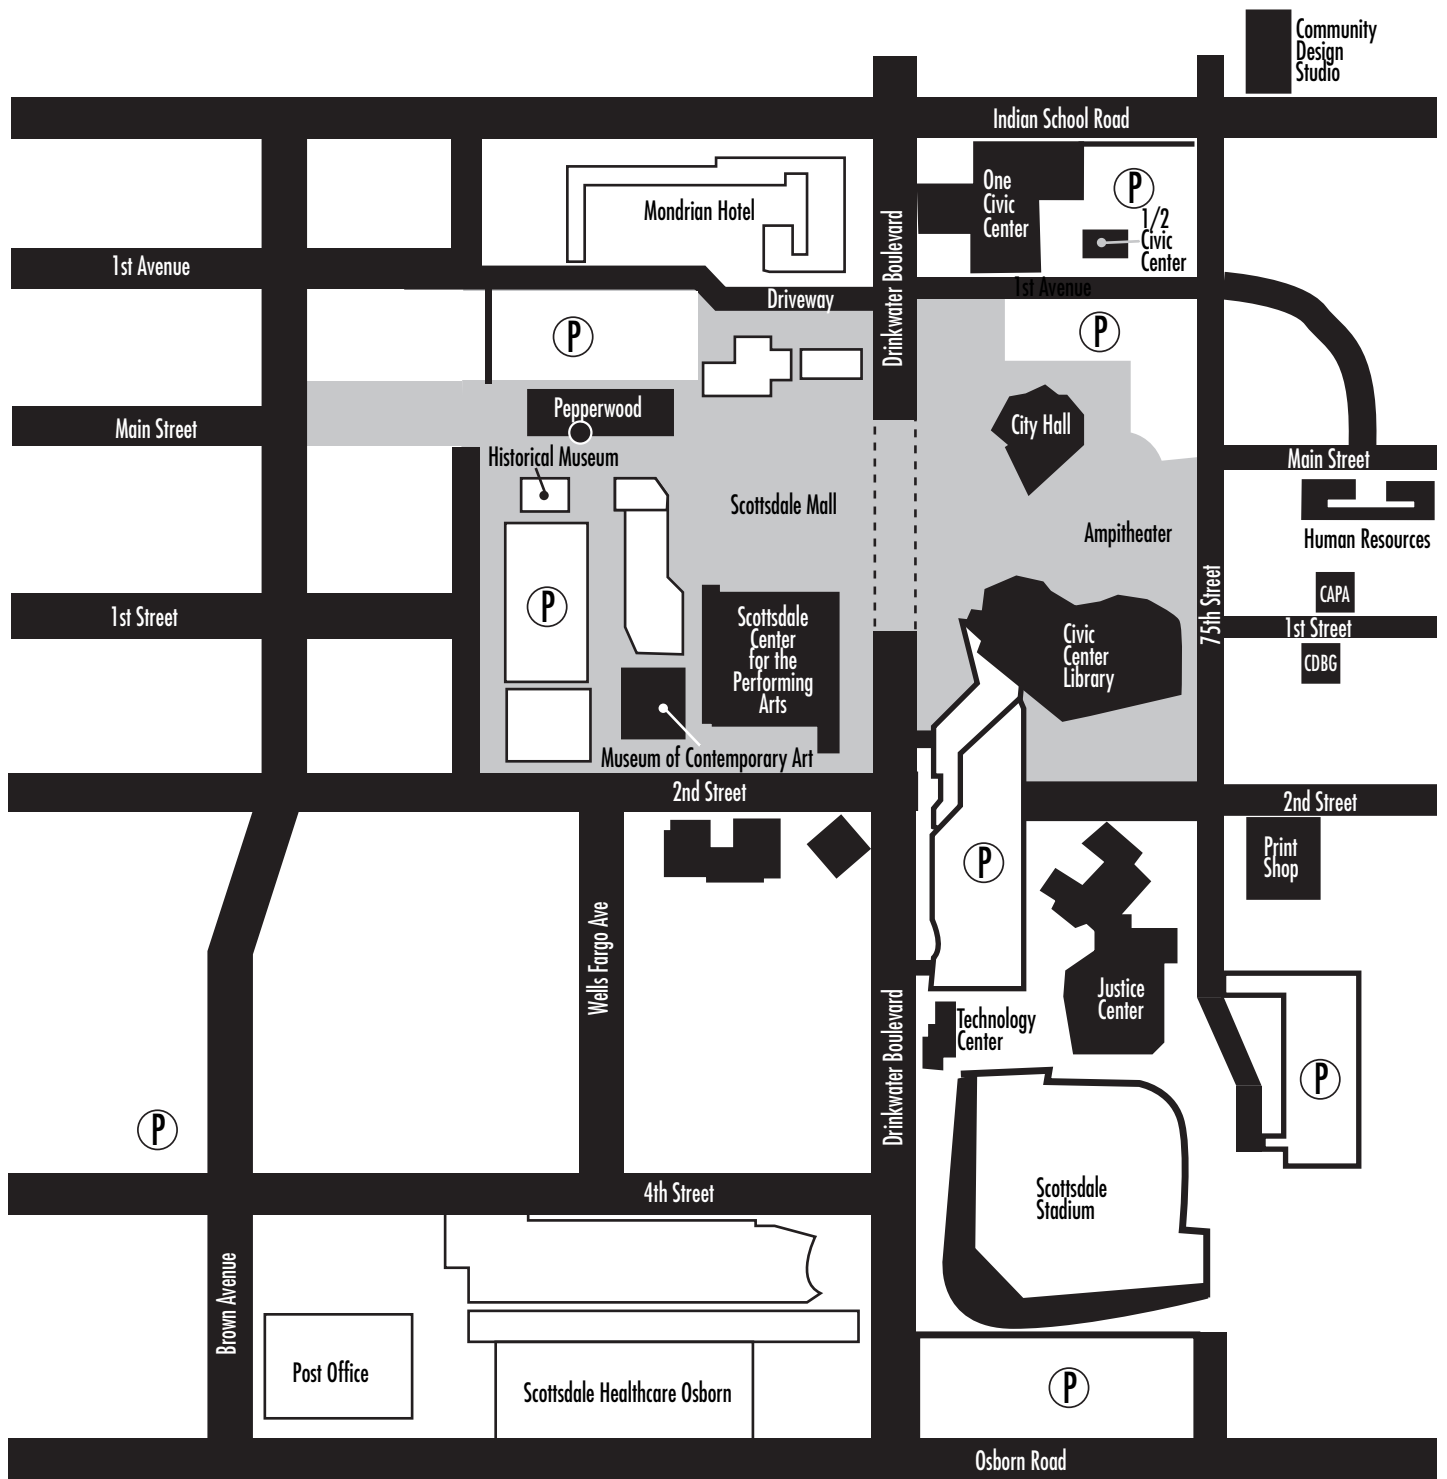 Community
Design
Studio
Indian School Road
One
Civic
Center
P
1/2
Civic
Center
Mondrian Hotel
Drinkwater Boulevard
1st Avenue
1st Avenue
Driveway
P
P
Pepperwood
City Hall
Main Street
Main Street
Historical Museum
Scottsdale Mall
Ampitheater
Human Resources
75th Street
CAPA
P
1st Street
1st Street
Scottsdale
Center
for the
Performing
Arts
Civic
Center
Library
CDBG
Museum of Contemporary Art
2nd Street
2nd Street
P
Print
Shop
Wells Fargo Ave
Drinkwater Boulevard
Justice
Center
Technology
Center
P
P
4th Street
Scottsdale
Stadium
Brown Avenue
Post Office
Scottsdale Healthcare Osborn
P
Osborn Road